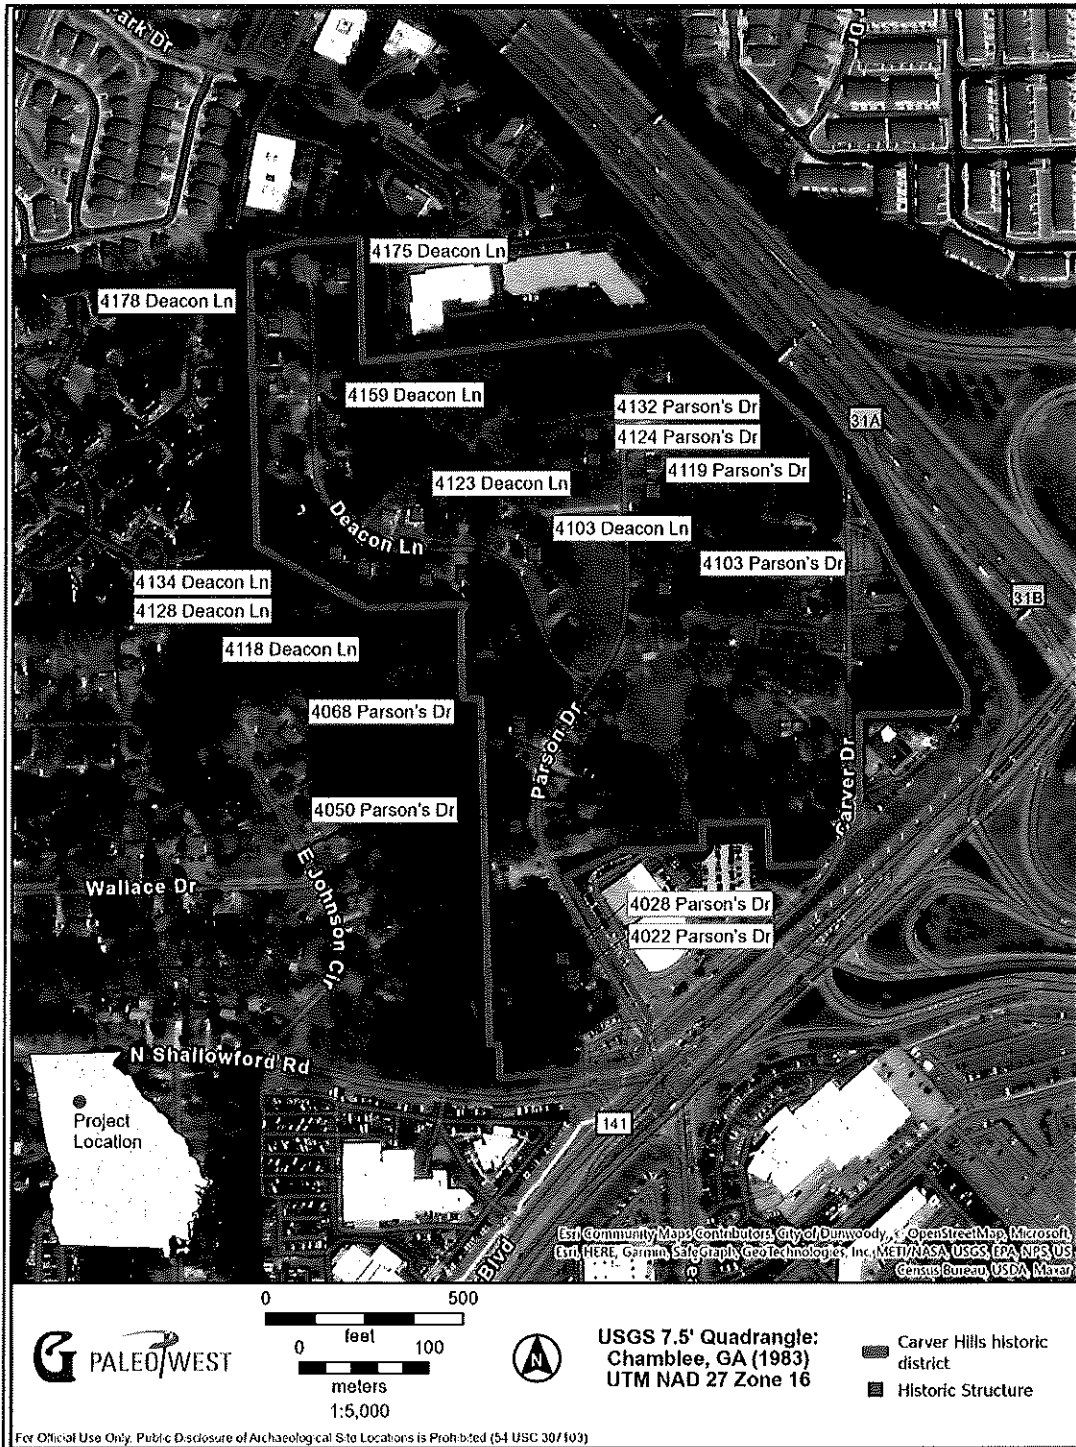 Park Dr
Dr
4175 Deacon Ln
4178 Deacon Ln
4159 Deacon Ln
4132 Parson's Dr
4124 Parson's Dr
31A
4119 Parson's Dr
4123 Deacon Ln
Deacon Ln
4103 Deacon Ln
4103 Parson's Dr
4134 Deacon Ln
4128 Deacon Ln
31B
4118 Deacon Ln
4068 Parson's Dr
Parson Dr
Carver Dr
4050 Parson's Dr
E Johnson Cir
Wallace Dr
4028 Parson's Dr
4022 Parson's Dr
N Shallowford Rd
Project
Location
141
Blvd
Esri Community Maps Contributors, City of Dunwoody, © OpenStreetMap, Microsoft,
Esri, HERE, Garmin, SafeGraph, GeoTechnologies, Inc, METI/NASA, USGS, EPA, NPS, US
Census Bureau, USDA, Maxar
0 500
feet
0 100
meters
1:5,000
PALEOWEST
N
USGS 7.5' Quadrangle:
Chamblee, GA (1983)
UTM NAD 27 Zone 16
Carver Hills historic
district
Historic Structure
For Official Use Only. Public Disclosure of Archaeological Site Locations is Prohibited (54 USC 307103)